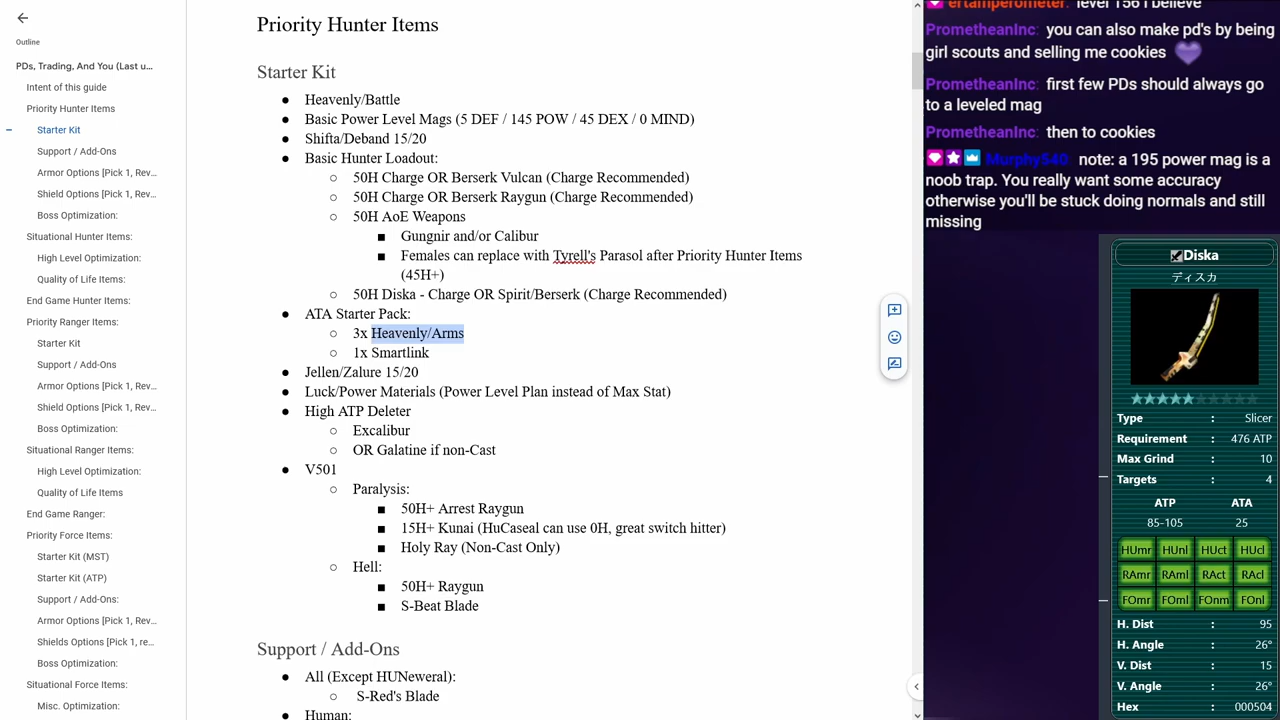 Outline
PDs, Trading, And You (Last u...
Intent of this guide
Priority Hunter Items
Starter Kit
Support / Add-Ons
Armor Options [Pick 1, Rev...
Shield Options [Pick 1, Rev...
Boss Optimization:
Situational Hunter Items:
High Level Optimization:
Quality of Life Items:
End Game Hunter Items:
Priority Ranger Items:
Starter Kit
Support / Add-Ons:
Armor Options [Pick 1, Rev...
Shield Options [Pick 1, Rev...
Boss Optimization:
Situational Ranger Items:
High Level Optimization:
Quality of Life Items
End Game Ranger:
Priority Force Items:
Starter Kit (MST)
Starter Kit (ATP)
Support / Add-Ons:
Armor Options [Pick 1, Rev...
Shields Options [Pick 1, re...
Boss Optimization:
Situational Force Items:
Misc. Optimization:
Priority Hunter Items
Starter Kit
● Heavenly/Battle
● Basic Power Level Mags (5 DEF / 145 POW / 45 DEX / 0 MIND)
● Shifta/Deband 15/20
● Basic Hunter Loadout:
○ 50H Charge OR Berserk Vulcan (Charge Recommended)
○ 50H Charge OR Berserk Raygun (Charge Recommended)
○ 50H AoE Weapons
■ Gungnir and/or Calibur
■ Females can replace with Tyrell's Parasol after Priority Hunter Items
(45H+)
○ 50H Diska - Charge OR Spirit/Berserk (Charge Recommended)
● ATA Starter Pack:
○ 3x Heavenly/Arms
○ 1x Smartlink
● Jellen/Zalure 15/20
● Luck/Power Materials (Power Level Plan instead of Max Stat)
● High ATP Deleter
○ Excalibur
○ OR Galatine if non-Cast
● V501
○ Paralysis:
■ 50H+ Arrest Raygun
■ 15H+ Kunai (HuCaseal can use 0H, great switch hitter)
■ Holy Ray (Non-Cast Only)
○ Hell:
■ 50H+ Raygun
■ S-Beat Blade
Support / Add-Ons
● All (Except HUNeweral):
○ S-Red's Blade
● Human:
ertamperometer: level 156 i believe
PrometheanInc: you can also make pd's by being
girl scouts and selling me cookies
PrometheanInc: first few PDs should always go
to a leveled mag
PrometheanInc: then to cookies
Murphy540: note: a 195 power mag is a
noob trap. You really want some accuracy
otherwise you'll be stuck doing normals and still
missing
Diska
ディスカ
Type : Slicer
Requirement : 476 ATP
Max Grind : 10
Targets : 4
ATP ATA
85-105 25
HUmr HUnl HUct HUcl
RAmr RAml RAct RAcl
FOmr FOml FOnm FOnl
H. Dist : 95
H. Angle : 26°
V. Dist : 15
V. Angle : 26°
Hex : 000504